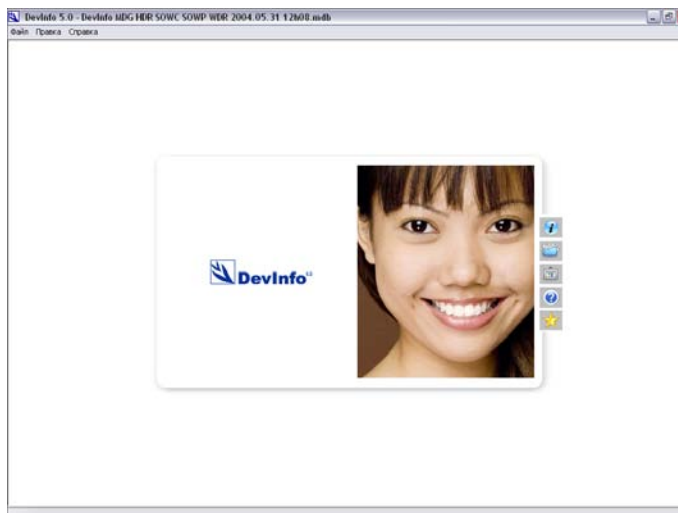 DevInfo 5.0 - DevInfo MDG HDR SOWC SOWP WDR 2004.05.31 12h08.mdb
Файл Правка Справка
DevInfo